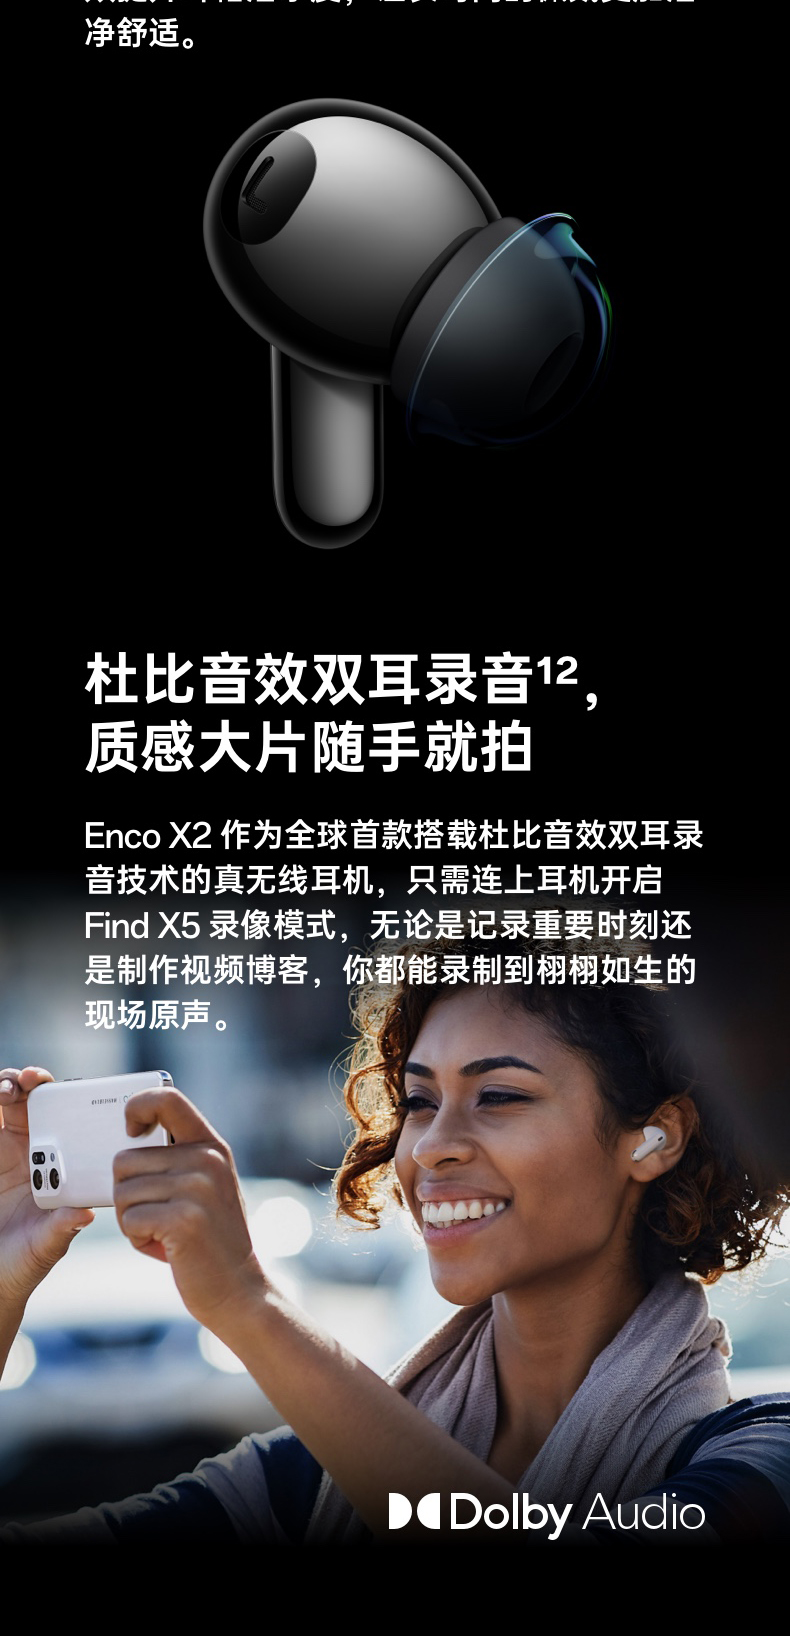 净舒适。
杜比音效双耳录音¹²，
质感大片随手就拍
Enco X2 作为全球首款搭载杜比音效双耳录
音技术的真无线耳机，只需连上耳机开启
Find X5 录像模式，无论是记录重要时刻还
是制作视频博客，你都能录制到栩栩如生的
现场原声。
Dolby Audio